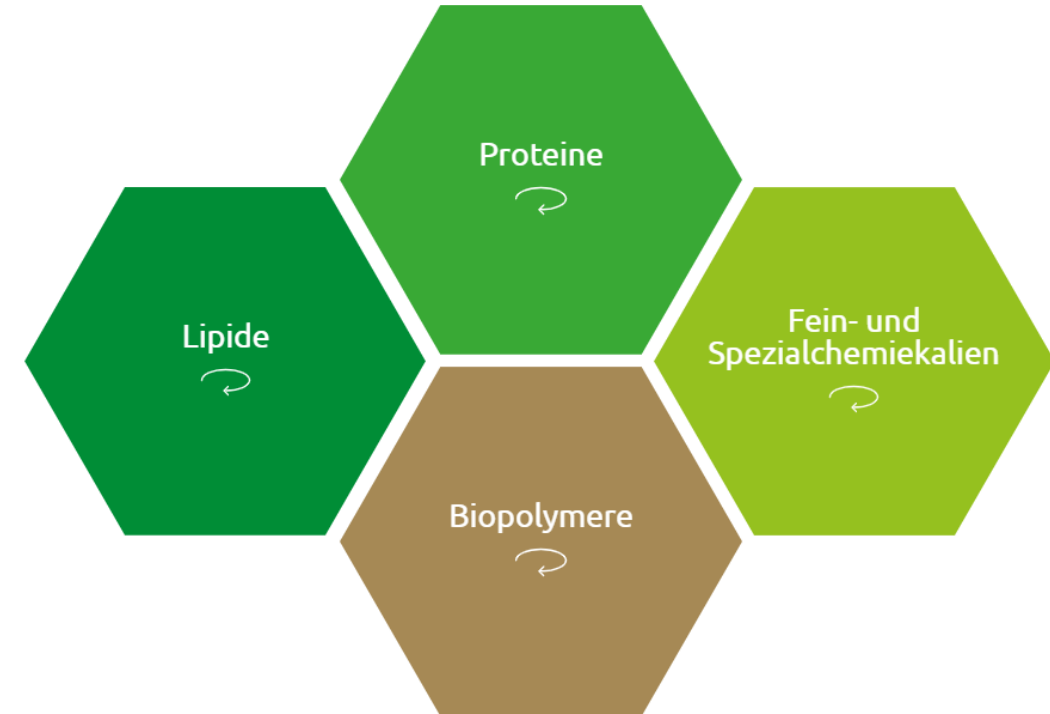 Proteine
Lipide
Fein- und
Spezialchemiekalien
Biopolymere